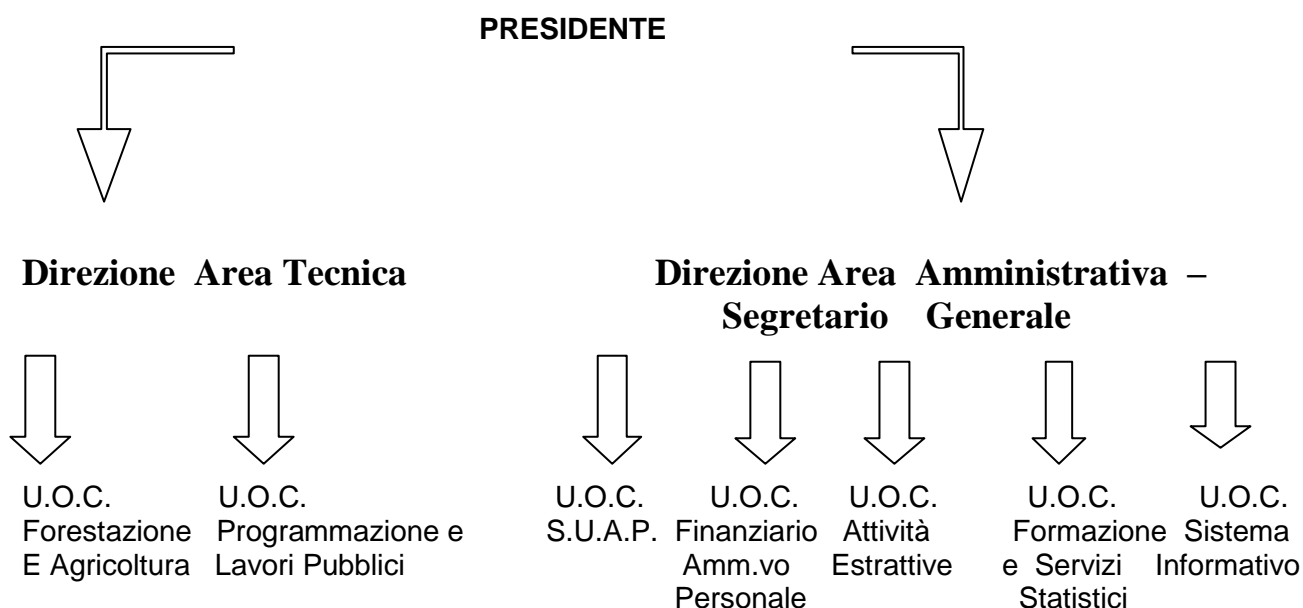 PRESIDENTE
Direzione Area Tecnica
Direzione Area Amministrativa –
Segretario Generale
U.O.C.
Forestazione
E Agricoltura
U.O.C.
Programmazione e
Lavori Pubblici
U.O.C.
S.U.A.P.
U.O.C.
Finanziario
Amm.vo
Personale
U.O.C.
Attività
Estrattive
U.O.C.
Formazione
e Servizi
Statistici
U.O.C.
Sistema
Informativo